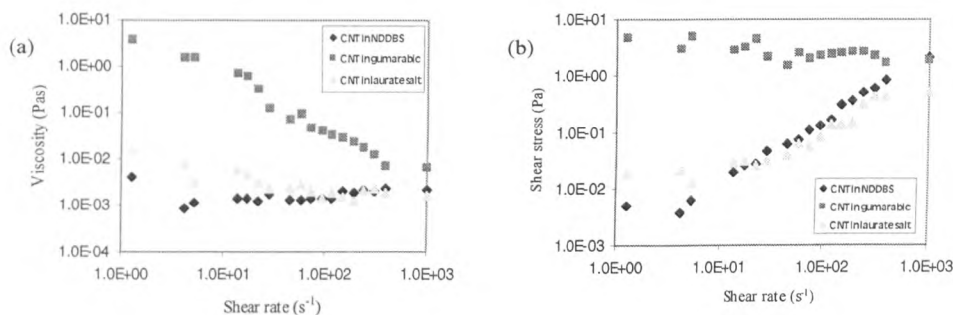 (a)
Viscosity (Pas)
1.0E+01
1.0E+00
1.0E-01
1.0E-02
1.0E-03
1.0E-04
1.0E+00
1.0E+01
1.0E+02
1.0E+03
Shear rate (s⁻¹)
CNT in NDDBS
CNT in gum arabic
CNT in laurate salt
(b)
Shear stress (Pa)
1.0E+01
1.0E+00
1.0E-01
1.0E-02
1.0E-03
1.0E+00
1.0E+01
1.0E+02
1.0E+03
Shear rate (s⁻¹)
CNT in NDDBS
CNT in gum arabic
CNT in laurate salt